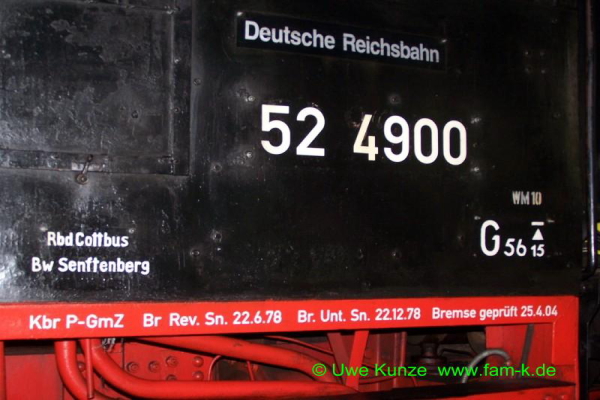 Deutsche Reichsbahn
52 4900
WM 10
G 56 15
Rbd Cottbus
Bw Senftenberg
Kbr P-GmZ Br Rev. Sn. 22.6.78 Br. Unt. Sn. 22.12.78 Bremse geprüft 25.4.04
© Uwe Kunze www.fam-k.de